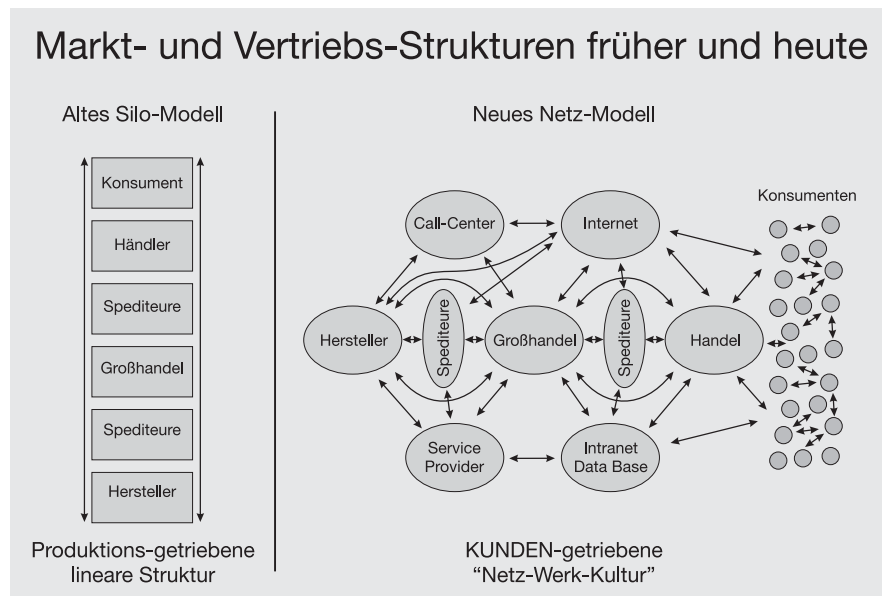 Markt- und Vertriebs-Strukturen früher und heute
Altes Silo-Modell
Konsument
Händler
Spediteure
Großhandel
Spediteure
Hersteller
Produktions-getriebene
lineare Struktur
Neues Netz-Modell
Konsumenten
Call-Center
Internet
Hersteller
Spediteure
Großhandel
Spediteure
Handel
Service
Provider
Intranet
Data Base
KUNDEN-getriebene
“Netz-Werk-Kultur”